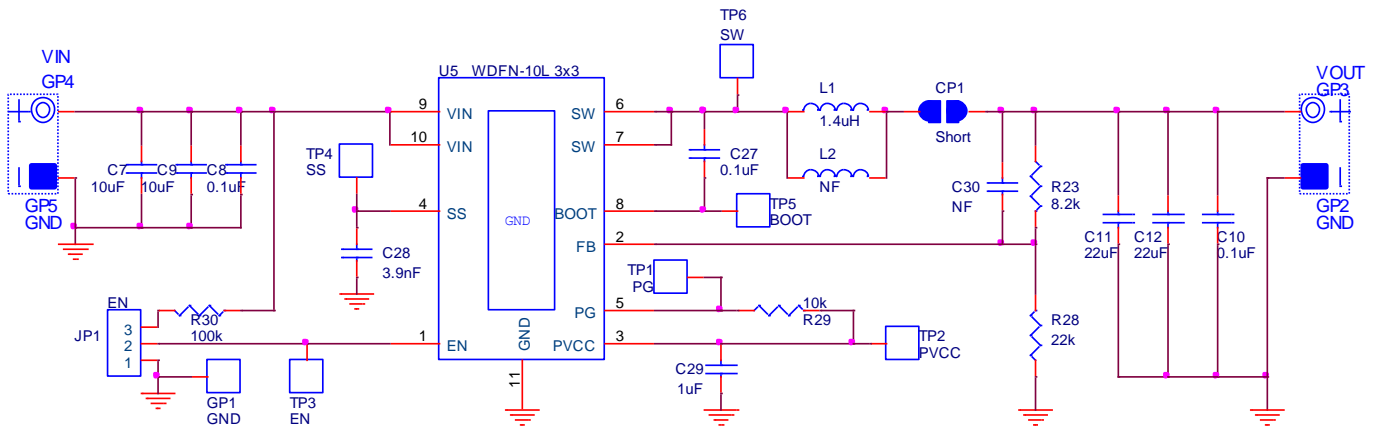 TP6
SW
VIN
GP4
U5 WDFN-10L 3x3
VOUT
GP3
L1
1.4uH
CP1
Short
9
VIN
SW
6
10
VIN
SW
7
TP4
SS
C7
10uF
C9
10uF
C8
0.1uF
C27
0.1uF
L2
NF
C30
NF
R23
8.2k
GP5
GND
4
SS
GND
BOOT
8
TP5
BOOT
GP2
GND
FB
2
C11
22uF
C12
22uF
C10
0.1uF
C28
3.9nF
TP1
PG
EN
JP1
3
2
1
R30
100k
PG
5
10k
R29
R28
22k
1
EN
GND
PVCC
3
TP2
PVCC
11
C29
1uF
GP1
GND
TP3
EN